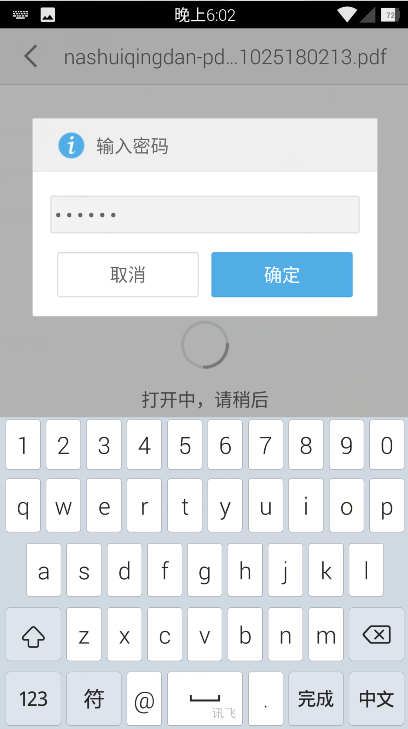 晚上6:02
72
nashuiqingdan-pd...1025180213.pdf
i 输入密码
••••••
取消 确定
打开中，请稍后
1 2 3 4 5 6 7 8 9 0
q w e r t y u i o p
a s d f g h j k l
z x c v b n m
123 符 @ 讯飞 . 完成 中文